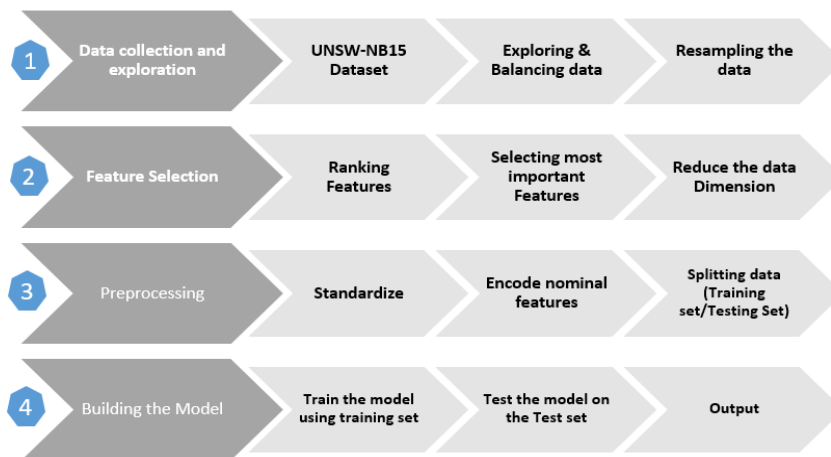 1
Data collection and
exploration
UNSW-NB15
Dataset
Exploring &
Balancing data
Resampling the
data
2
Feature Selection
Ranking
Features
Selecting most
important
Features
Reduce the data
Dimension
3
Preprocessing
Standardize
Encode nominal
features
Splitting data
(Training
set/Testing Set)
4
Building the Model
Train the model
using training set
Test the model on
the Test set
Output